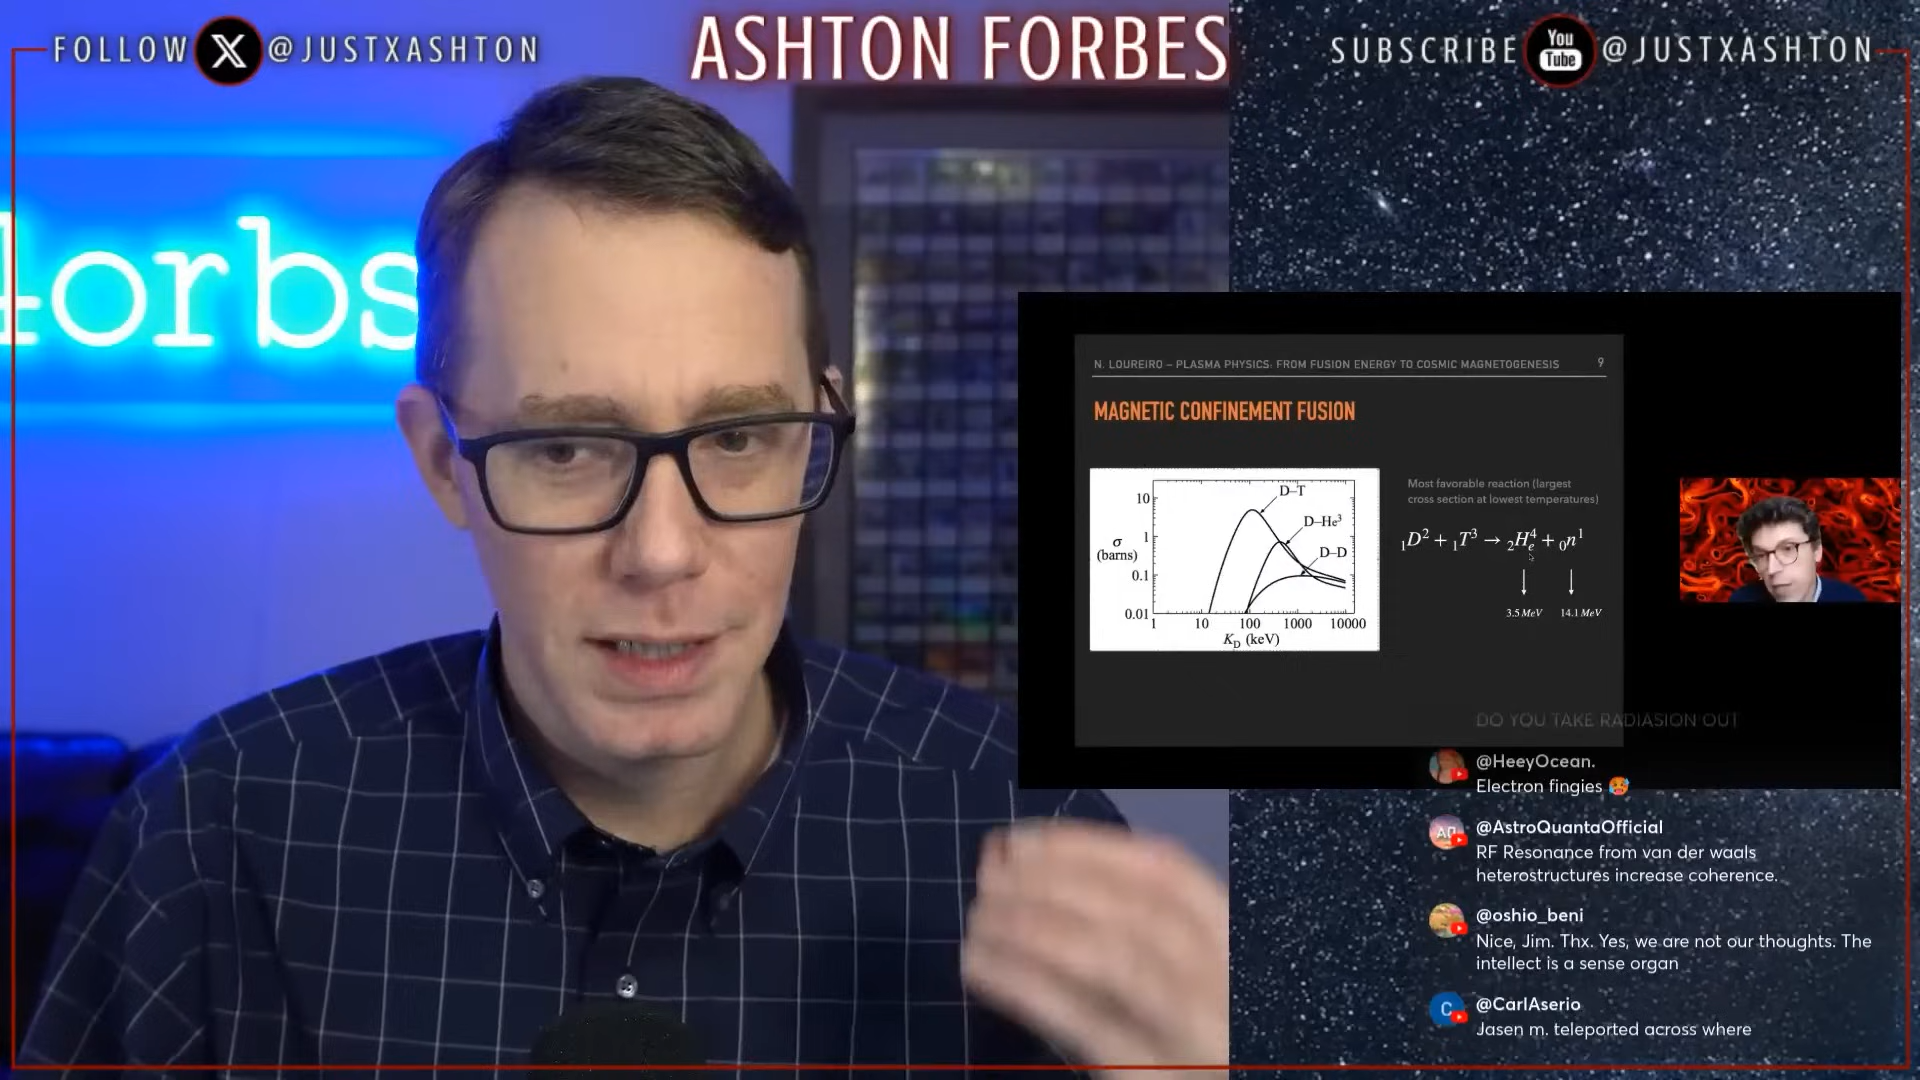 FOLLOW X @JUSTXASHTON
ASHTON FORBES
SUBSCRIBE You Tube @JUSTXASHTON
4orbs
N. LOUREIRO – PLASMA PHYSICS: FROM FUSION ENERGY TO COSMIC MAGNETOGENESIS 9
MAGNETIC CONFINEMENT FUSION
10
1
0.1
0.01
σ
(barns)
D–T
D–He³
D–D
1 10 100 1000 10000
K_D (keV)
Most favorable reaction (largest
cross section at lowest temperatures)
₁D² + ₁T³ → ₂He⁴ + ₀n¹
3.5 MeV 14.1 MeV
DO YOU TAKE RADIASION OUT
@HeeyOcean.
Electron fingies 🥵
@AstroQuantaOfficial
RF Resonance from van der waals
heterostructures increase coherence.
@oshio_beni
Nice, Jim. Thx. Yes, we are not our thoughts. The
intellect is a sense organ
C
@CarlAserio
Jasen m. teleported across where